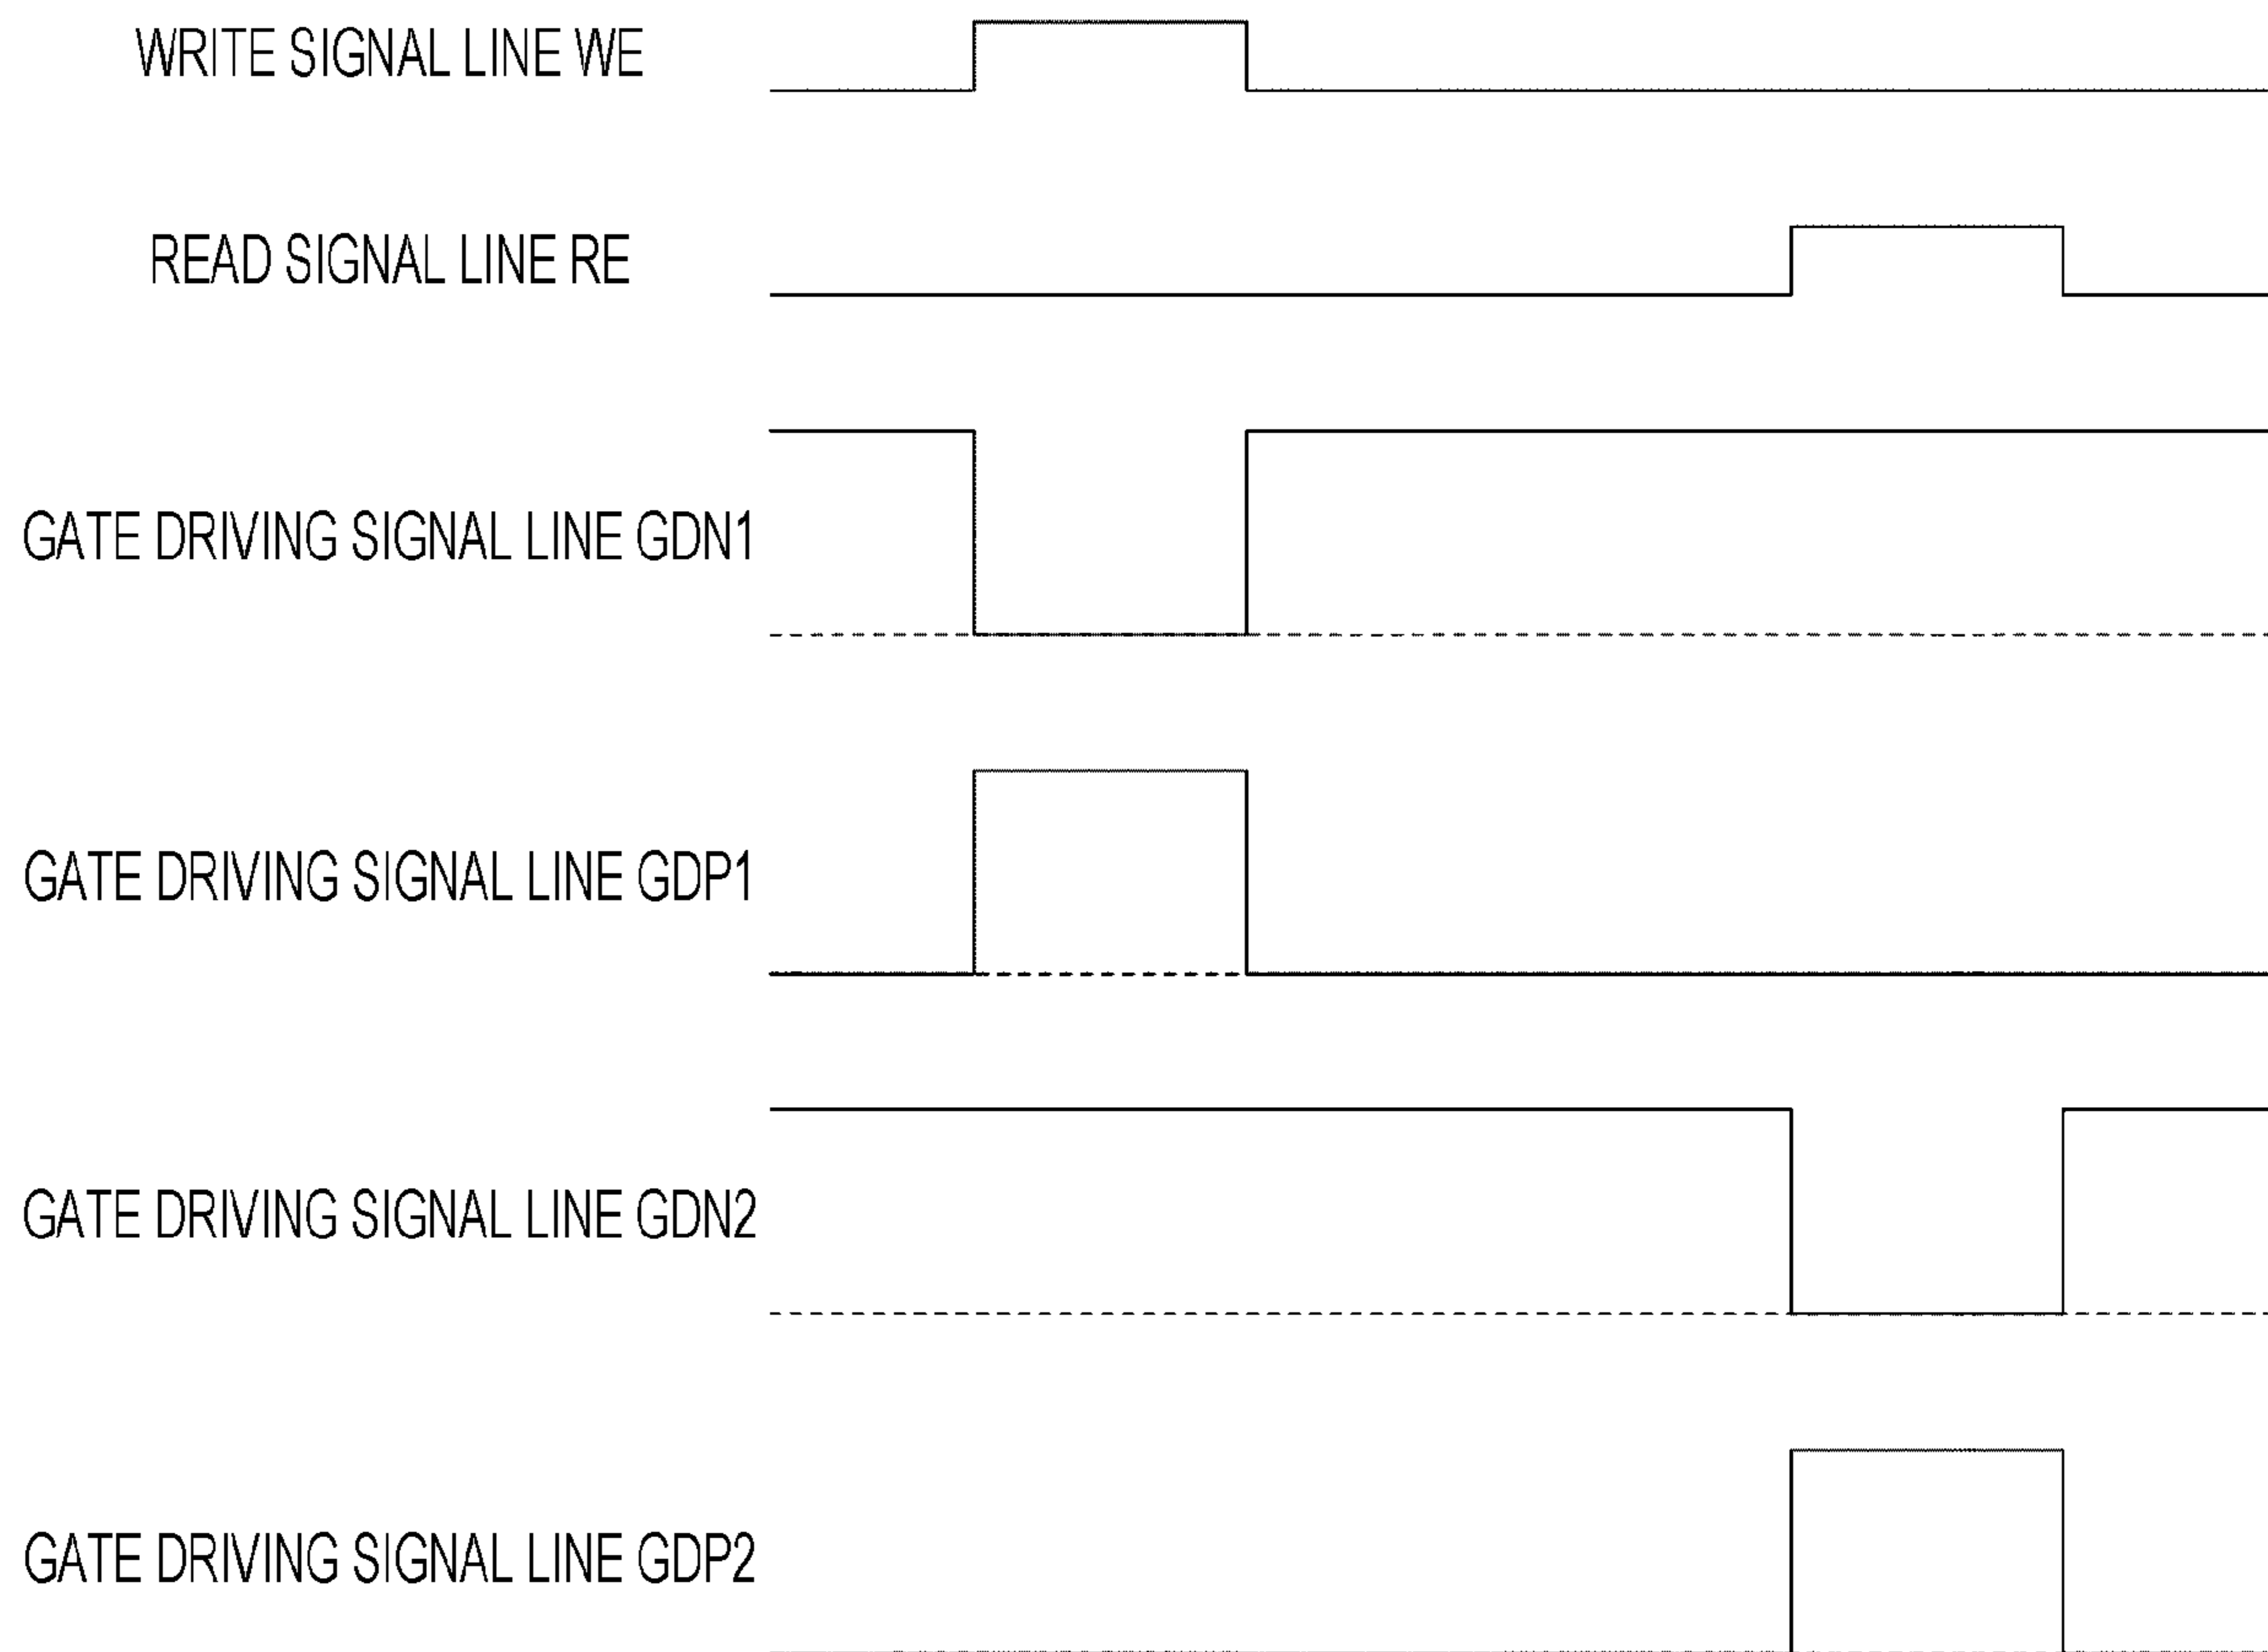 WRITE SIGNAL LINE WE
READ SIGNAL LINE RE
GATE DRIVING SIGNAL LINE GDN1
GATE DRIVING SIGNAL LINE GDP1
GATE DRIVING SIGNAL LINE GDN2
GATE DRIVING SIGNAL LINE GDP2